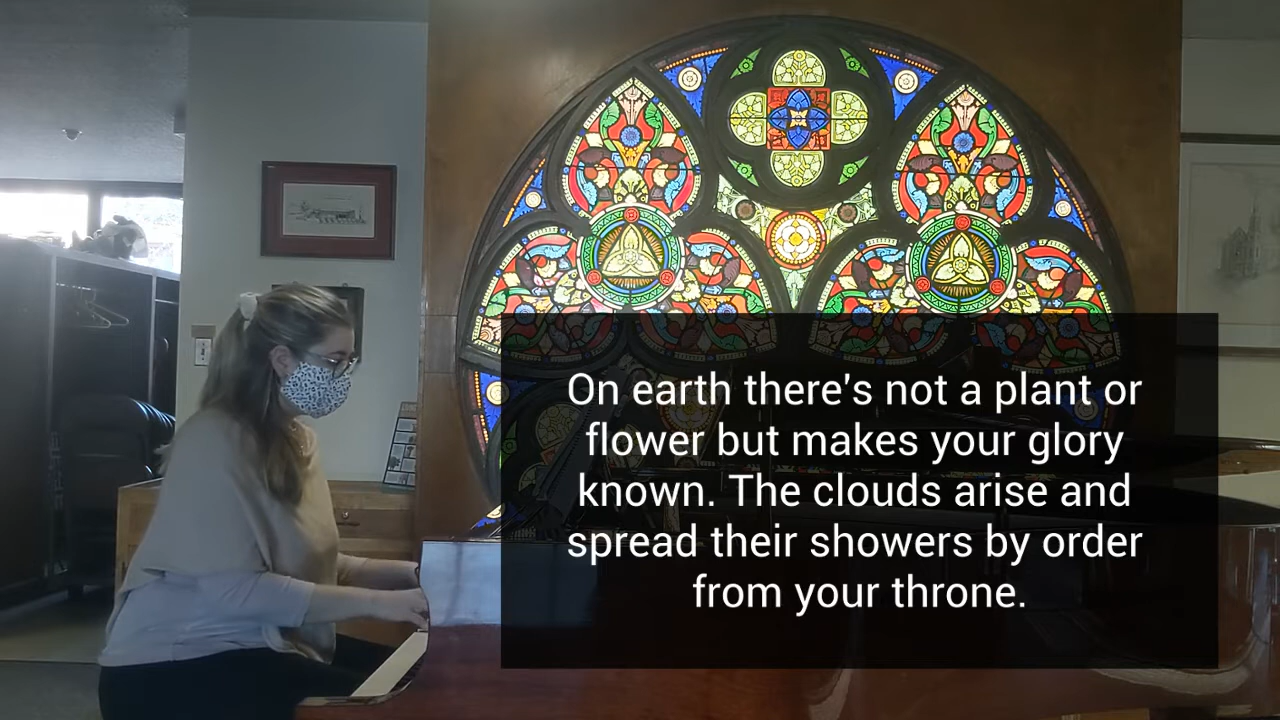 On earth there's not a plant or
flower but makes your glory
known. The clouds arise and
spread their showers by order
from your throne.